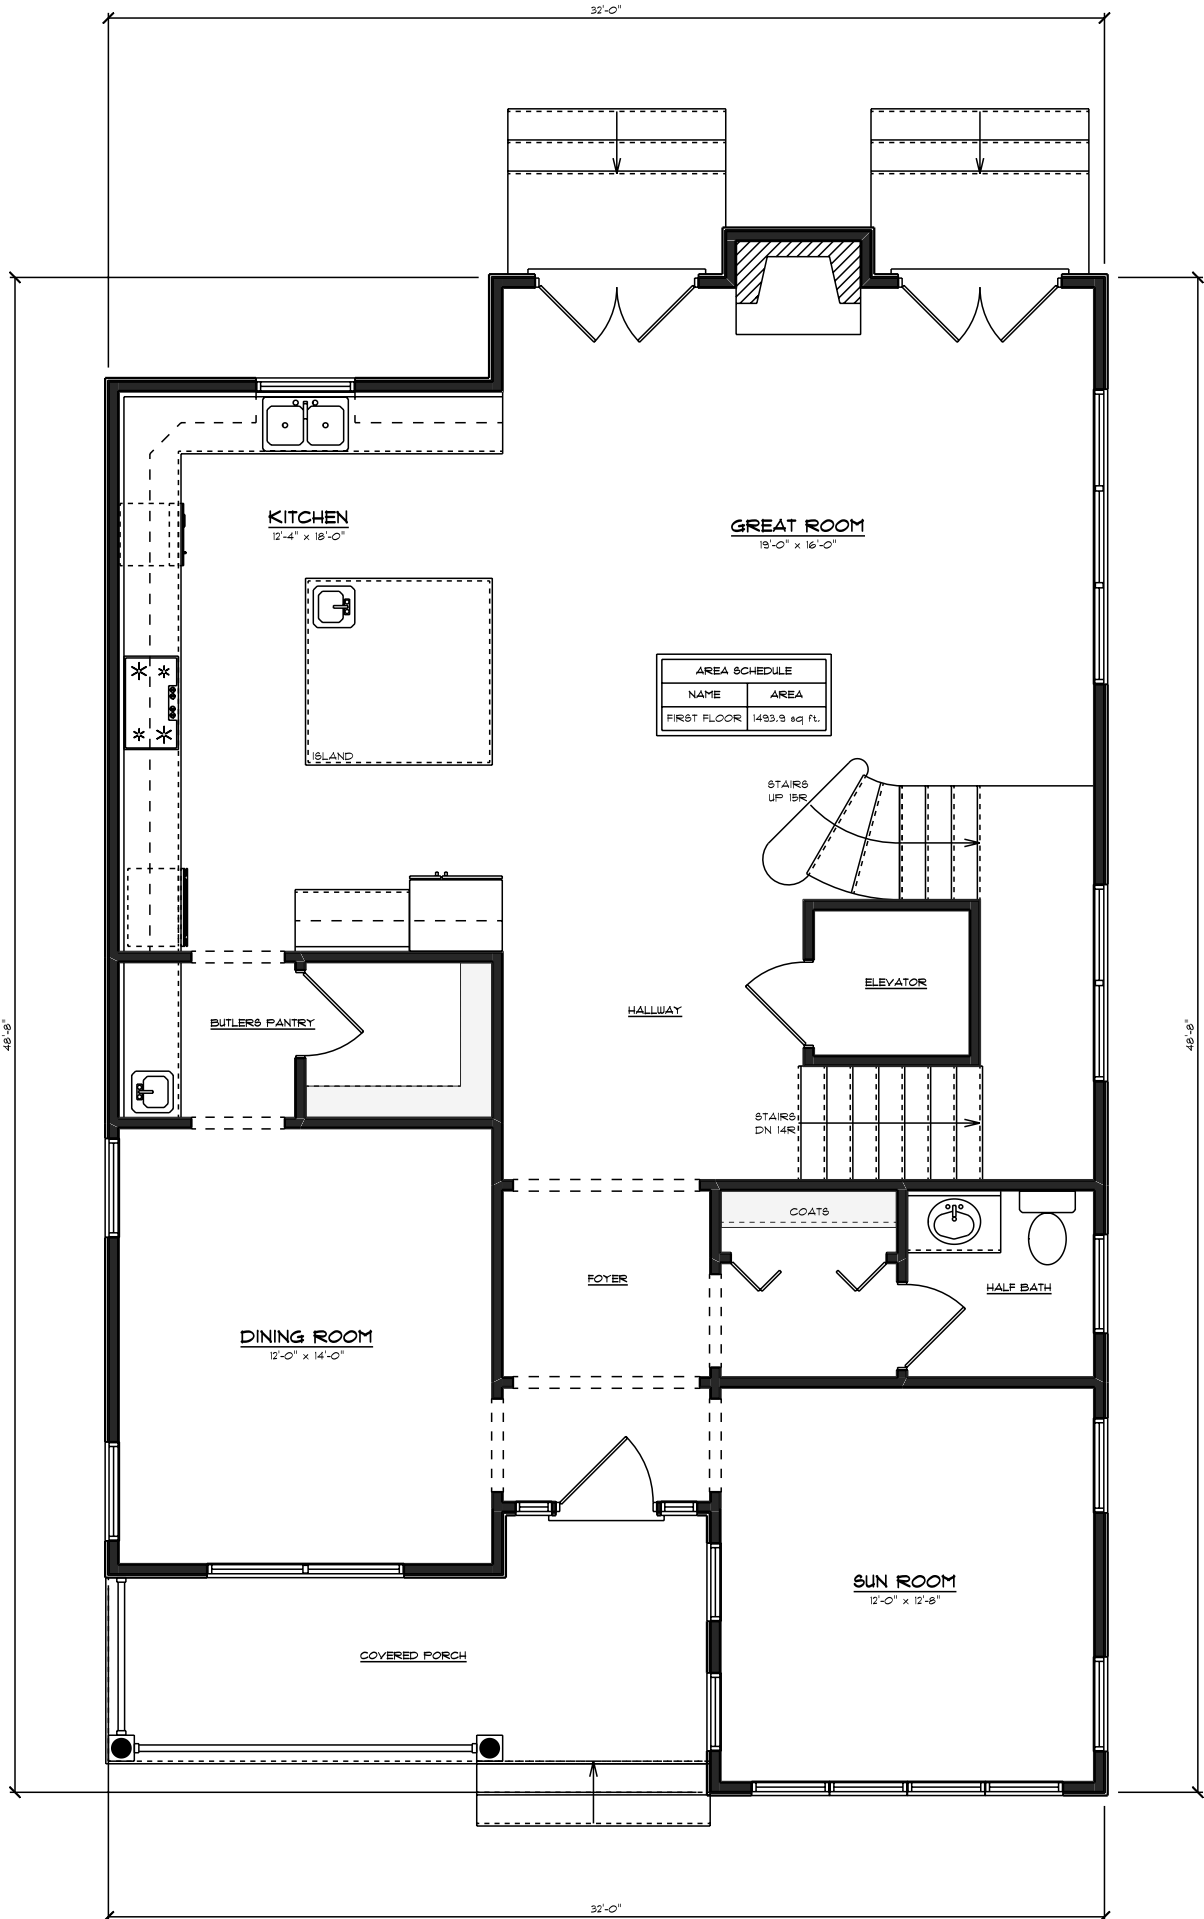 32'-0"
KITCHEN
12'-4" x 18'-0"
GREAT ROOM
19'-0" x 16'-0"
AREA SCHEDULE
NAME AREA
FIRST FLOOR 1493.9 sq ft.
ISLAND
STAIRS
UP 15R
ELEVATOR
HALLWAY
BUTLERS PANTRY
48'-8"
48'-8"
STAIRS
DN 14R
COATS
FOYER
HALF BATH
DINING ROOM
12'-0" x 14'-0"
SUN ROOM
12'-0" x 12'-8"
COVERED PORCH
32'-0"